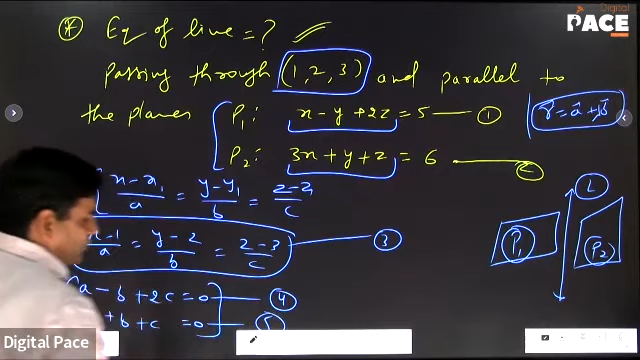 Digital
PACE
* Eq of line = ?
Passing through (1, 2, 3) and parallel to
the planes P₁: x - y + 2z = 5 — ①
r = a + λb
P₂: 3x + y + z = 6 — ②
x - x₁ / a = y - y₁ / b = z - z₁ / c
L
x - 1 / a = y - 2 / b = z - 3 / c — ③
P₁
P₂
a - b + 2c = 0 — ④
+ b + c = 0 — ⑤
Digital Pace